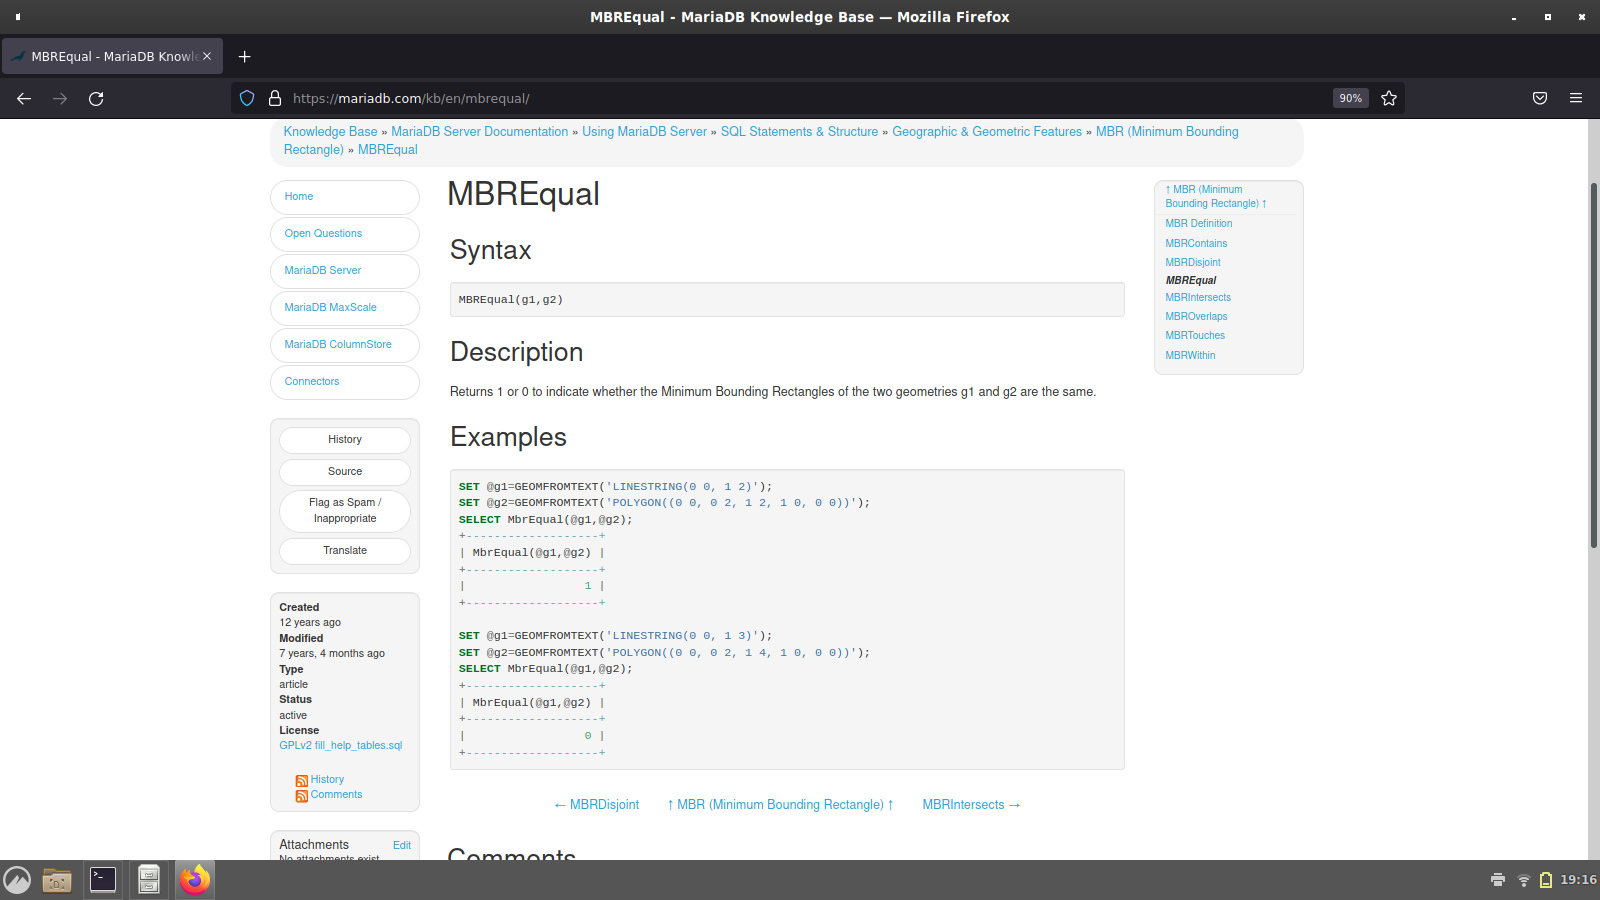 MBREqual - MariaDB Knowledge Base — Mozilla Firefox
MBREqual - MariaDB Knowle
https://mariadb.com/kb/en/mbrequal/
90%
Knowledge Base » MariaDB Server Documentation » Using MariaDB Server » SQL Statements & Structure » Geographic & Geometric Features » MBR (Minimum Bounding
Rectangle) » MBREqual
Home
Open Questions
MariaDB Server
MariaDB MaxScale
MariaDB ColumnStore
Connectors
History
Source
Flag as Spam /
Inappropriate
Translate
Created
12 years ago
Modified
7 years, 4 months ago
Type
article
Status
active
License
GPLv2 fill_help_tables.sql
History
Comments
Attachments Edit
No attachments exist
MBREqual
Syntax
MBREqual(g1,g2)
Description
Returns 1 or 0 to indicate whether the Minimum Bounding Rectangles of the two geometries g1 and g2 are the same.
Examples
SET @g1=GEOMFROMTEXT('LINESTRING(0 0, 1 2)');
SET @g2=GEOMFROMTEXT('POLYGON((0 0, 0 2, 1 2, 1 0, 0 0))');
SELECT MbrEqual(@g1,@g2);
+-------------------+
| MbrEqual(@g1,@g2) |
+-------------------+
|                 1 |
+-------------------+
SET @g1=GEOMFROMTEXT('LINESTRING(0 0, 1 3)');
SET @g2=GEOMFROMTEXT('POLYGON((0 0, 0 2, 1 4, 1 0, 0 0))');
SELECT MbrEqual(@g1,@g2);
+-------------------+
| MbrEqual(@g1,@g2) |
+-------------------+
|                 0 |
+-------------------+
← MBRDisjoint ↑ MBR (Minimum Bounding Rectangle) ↑ MBRIntersects →
Comments
↑ MBR (Minimum
Bounding Rectangle) ↑
MBR Definition
MBRContains
MBRDisjoint
MBREqual
MBRIntersects
MBROverlaps
MBRTouches
MBRWithin
19:16